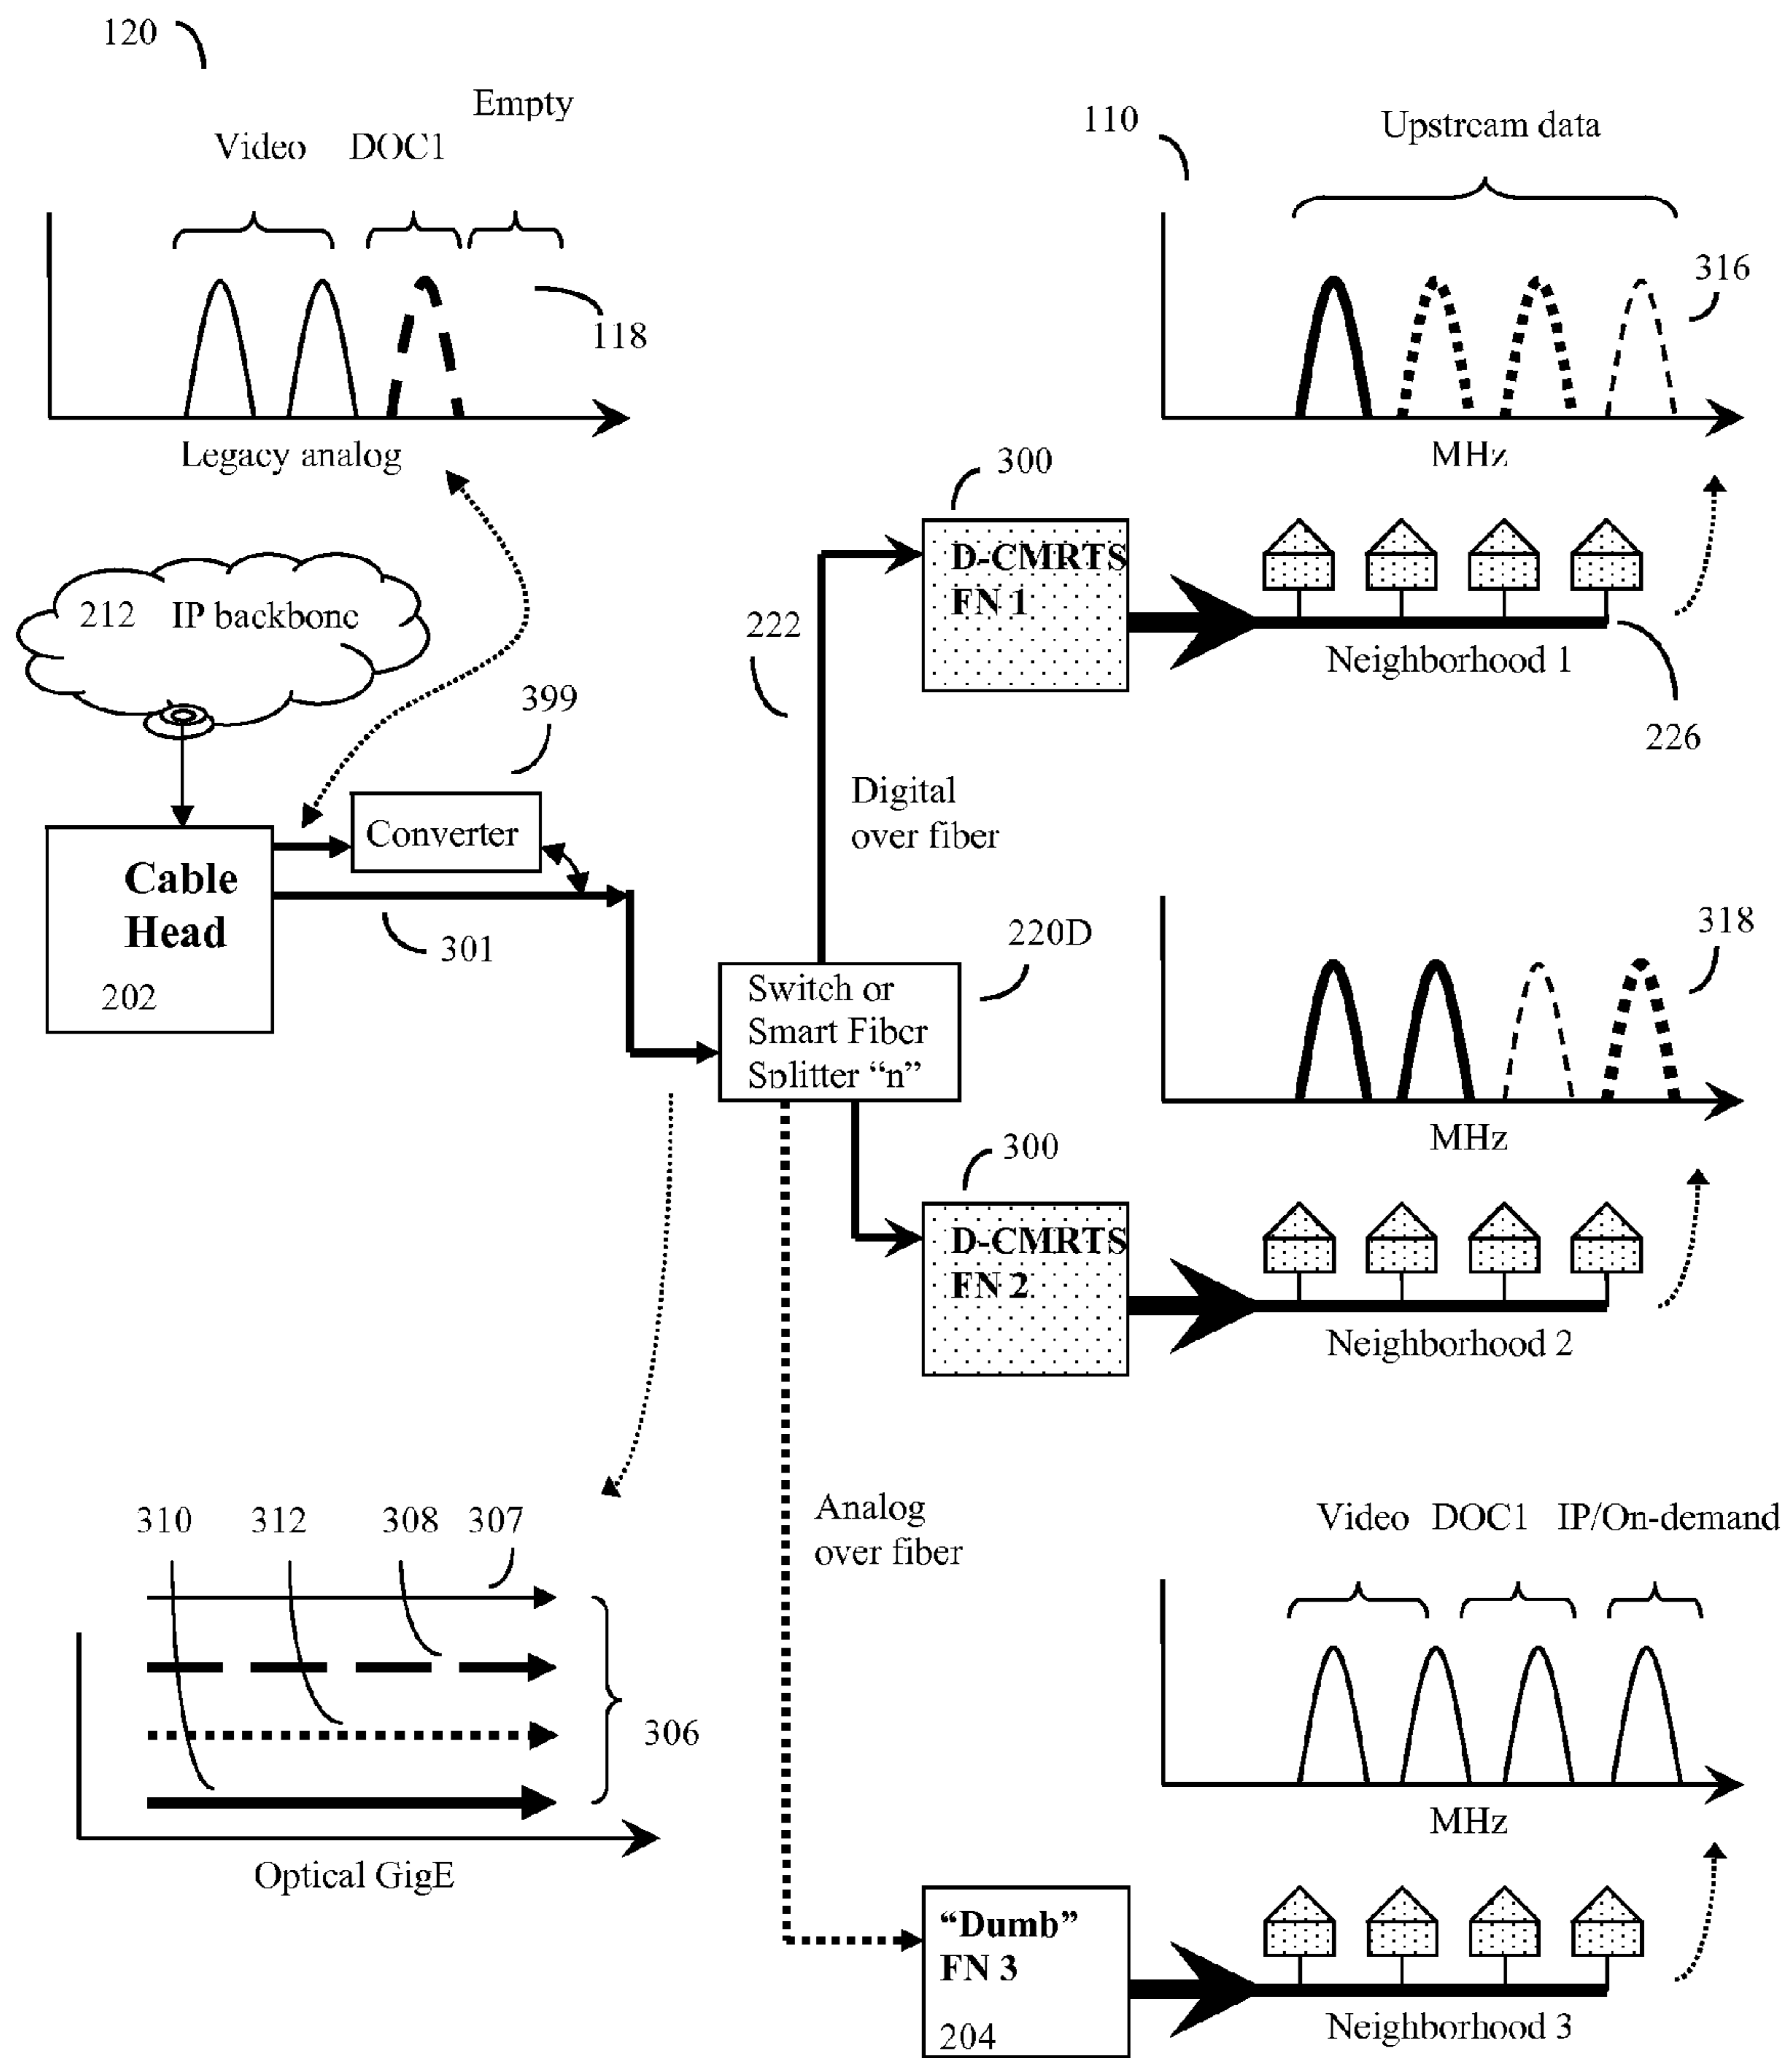 120
Empty
Video
DOC1
118
Legacy analog
110
Upstream data
316
MHz
212 IP backbone
399
Converter
Cable
Head
202
301
222
Digital
over fiber
300
D-CMRTS
FN 1
Neighborhood 1
226
220D
Switch or
Smart Fiber
Splitter “n”
318
MHz
300
D-CMRTS
FN 2
Neighborhood 2
310
312
308
307
306
Optical GigE
Analog
over fiber
Video
DOC1
IP/On-demand
MHz
“Dumb”
FN 3
204
Neighborhood 3